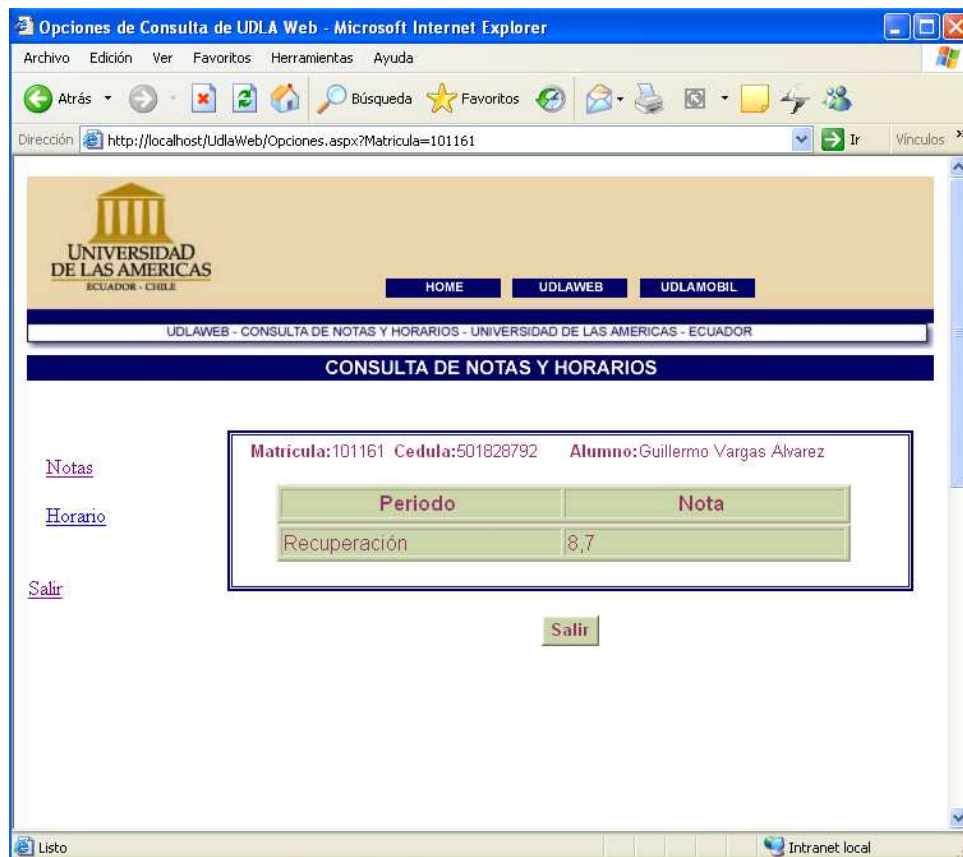 Opciones de Consulta de UDLA Web - Microsoft Internet Explorer
Archivo Edición Ver Favoritos Herramientas Ayuda
Atrás Búsqueda Favoritos
Dirección http://localhost/UdlaWeb/Opciones.aspx?Matricula=101161 Ir Vínculos »
UNIVERSIDAD
DE LAS AMERICAS
ECUADOR - CHILE
HOME UDLAWEB UDLAMOBIL
UDLAWEB - CONSULTA DE NOTAS Y HORARIOS - UNIVERSIDAD DE LAS AMERICAS - ECUADOR
CONSULTA DE NOTAS Y HORARIOS
Matrícula:101161 Cedula:501828792 Alumno:Guillermo Vargas Alvarez
Notas
Periodo Nota
Horario
Recuperación 8,7
Salir
Salir
Listo Intranet local